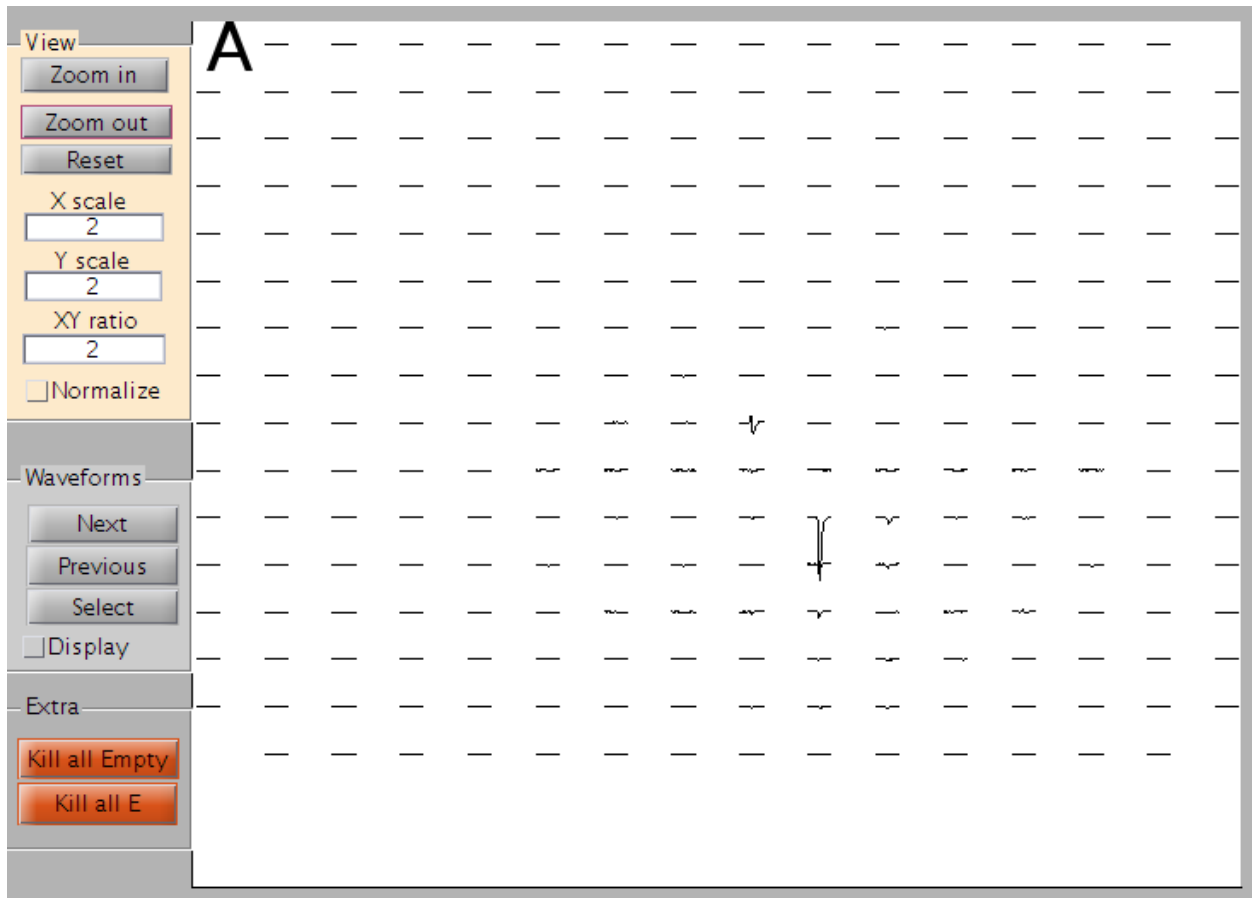 A
View
Zoom in
Zoom out
Reset
X scale
2
Y scale
2
XY ratio
2
Normalize
Waveforms
Next
Previous
Select
Display
Extra
Kill all Empty
Kill all E